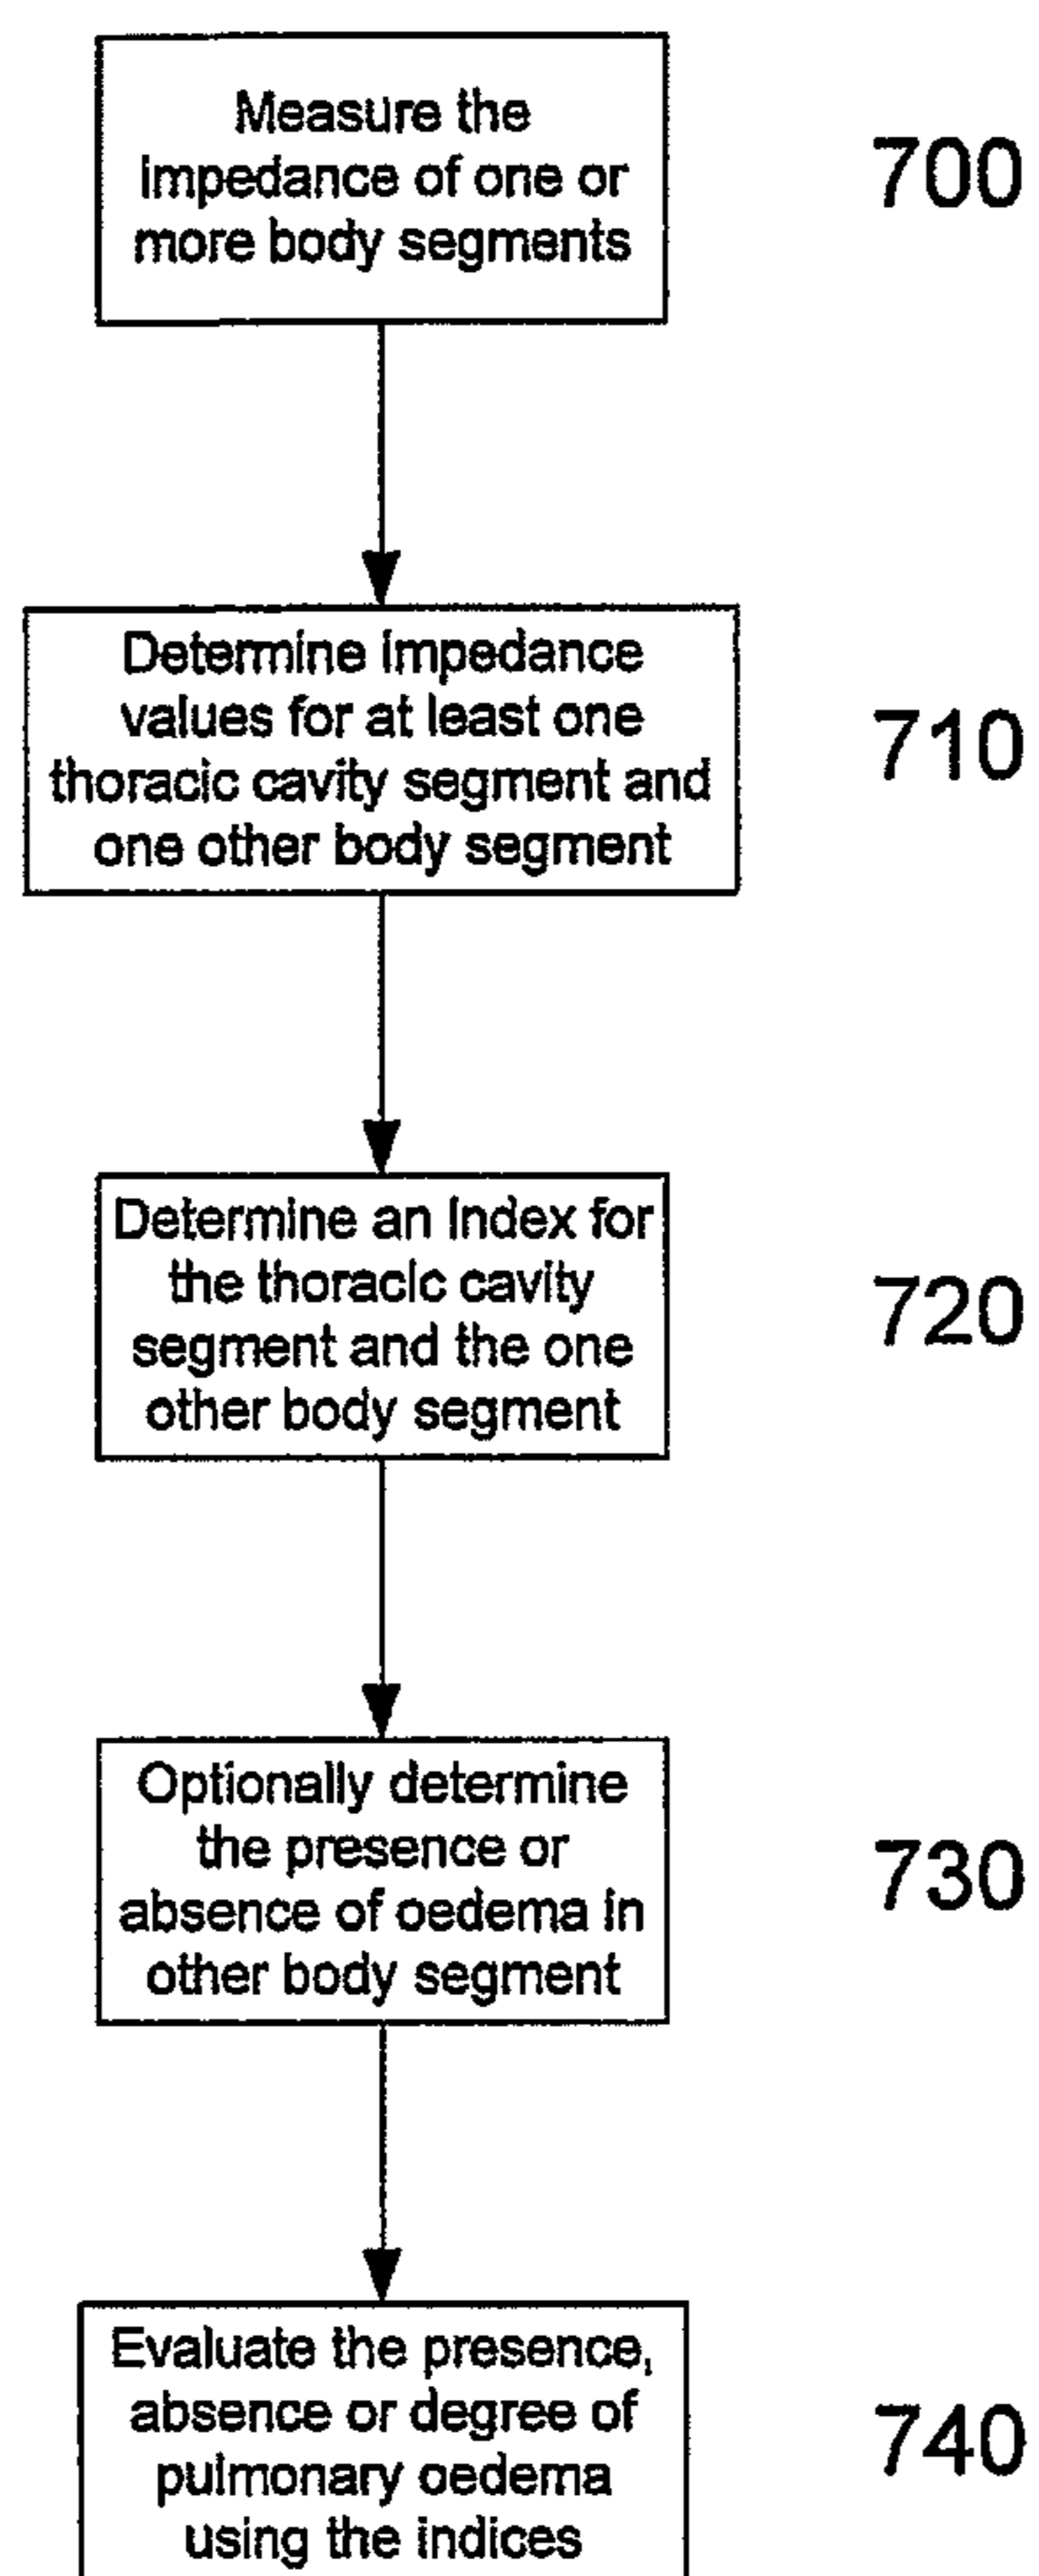 Measure the
impedance of one or
more body segments
700
Determine impedance
values for at least one
thoracic cavity segment and
one other body segment
710
Determine an index for
the thoracic cavity
segment and the one
other body segment
720
Optionally determine
the presence or
absence of oedema in
other body segment
730
Evaluate the presence,
absence or degree of
pulmonary oedema
using the indices
740